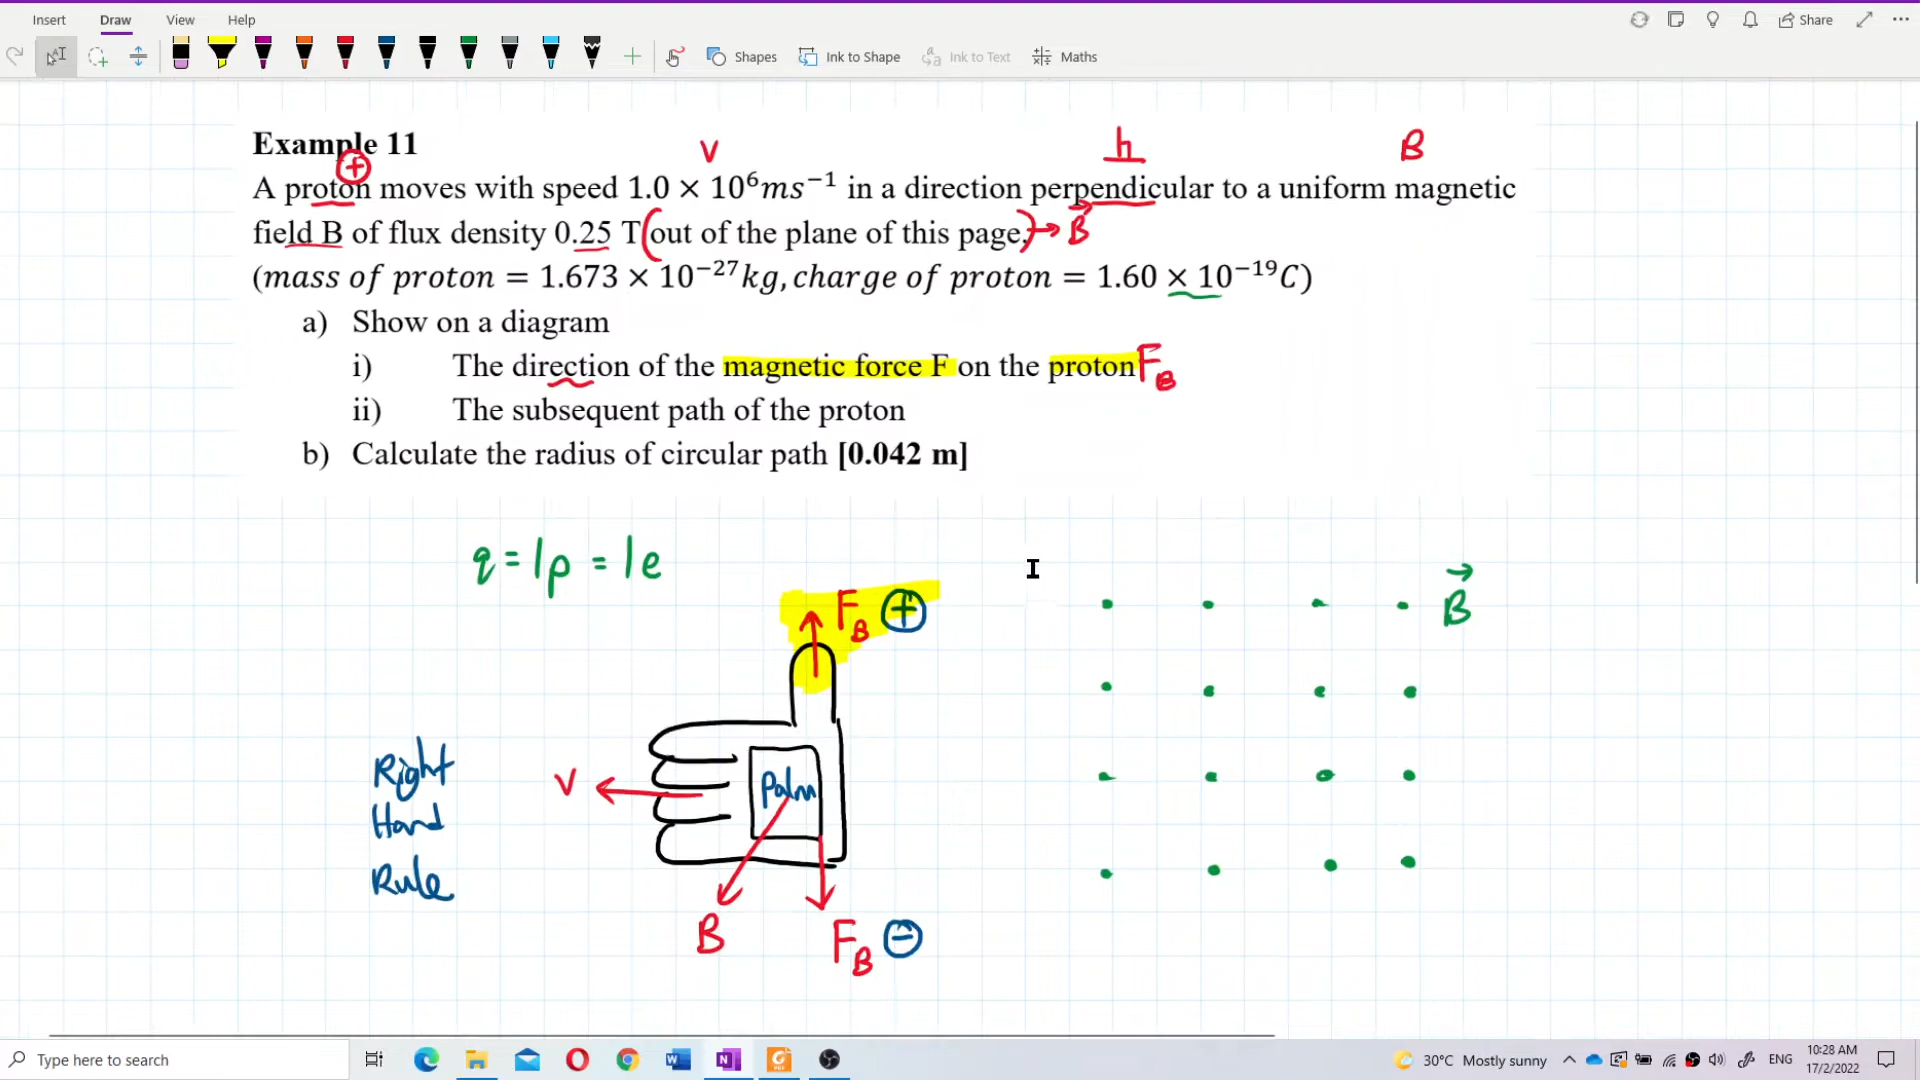 Insert Draw View Help
Share
Shapes Ink to Shape Ink to Text Maths
Example 11
+ V h B
A proton moves with speed 1.0 × 10⁶ms⁻¹ in a direction perpendicular to a uniform magnetic
field B of flux density 0.25 T(out of the plane of this page,)→B⃗
(mass of proton = 1.673 × 10⁻²⁷kg, charge of proton = 1.60 × 10⁻¹⁹C)
a) Show on a diagram
i) The direction of the magnetic force F on the proton F_B
ii) The subsequent path of the proton
b) Calculate the radius of circular path [0.042 m]
q = 1p = 1e
F_B +
B⃗
Right
Hand
Rule
V
Palm
B
F_B −
Type here to search
30°C Mostly sunny
ENG
10:28 AM
17/2/2022